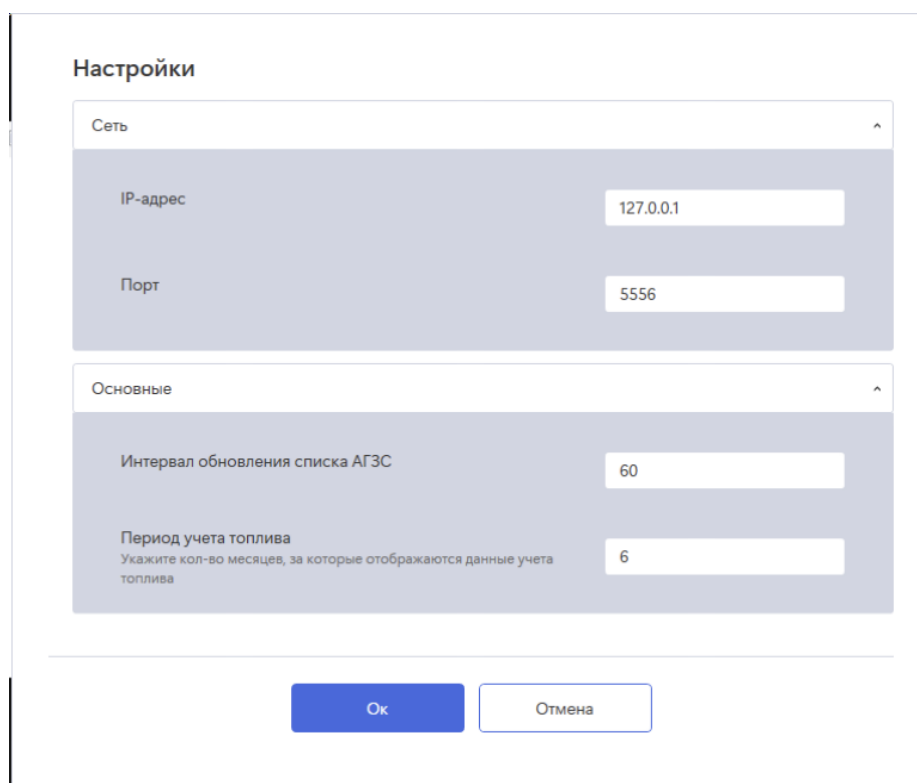 Настройки
Сеть
IP-адрес
127.0.0.1
Порт
5556
Основные
Интервал обновления списка АГЗС
60
Период учета топлива
Укажите кол-во месяцев, за которые отображаются данные учета
топлива
6
Ок
Отмена